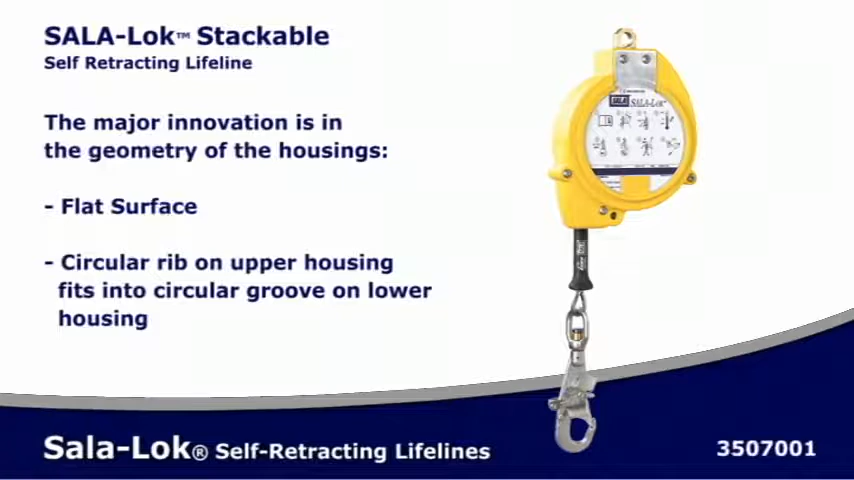 SALA-Lok™ Stackable
Self Retracting Lifeline
The major innovation is in
the geometry of the housings:
- Flat Surface
- Circular rib on upper housing
fits into circular groove on lower
housing
SALA SALA-Lok
Sala-Lok® Self-Retracting Lifelines
3507001